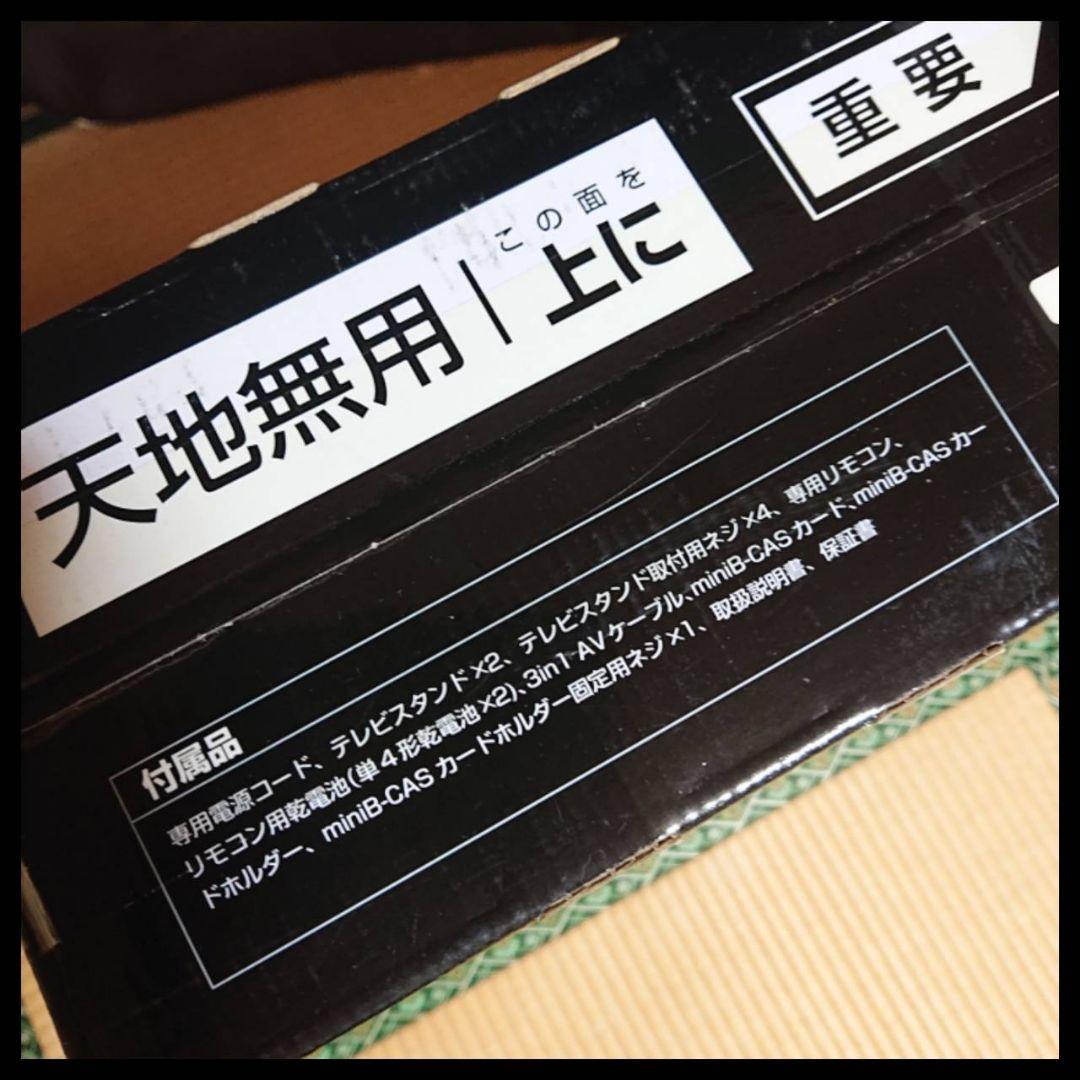 重要
この面を
天地無用｜上に
付属品
専用電源コード、テレビスタンド×2、テレビスタンド取付用ネジ×4、専用リモコン、
リモコン用乾電池(単4形乾電池×2)、3in1 AVケーブル、miniB-CASカード、miniB-CASカー
ドホルダー、miniB-CASカードホルダー固定用ネジ×1、取扱説明書、保証書